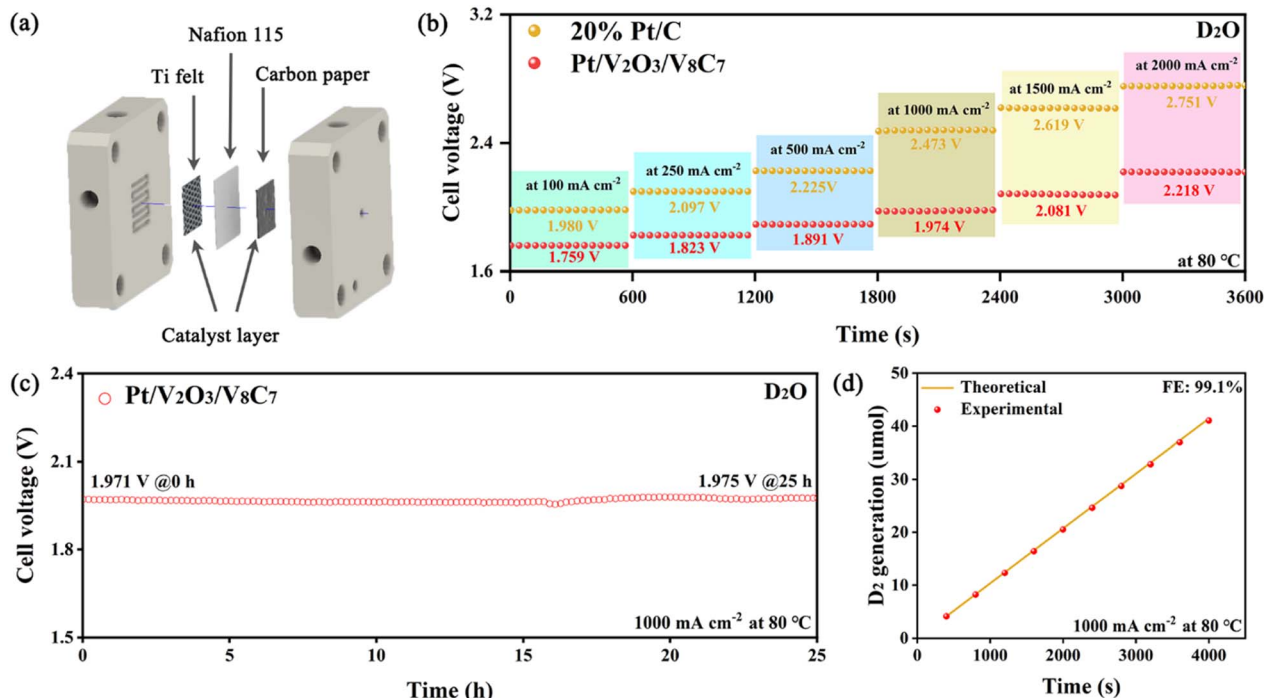 (a)
Nafion 115
Ti felt
Carbon paper
Catalyst layer
(b)
Cell voltage (V)
3.2
2.4
1.6
20% Pt/C
Pt/V₂O₃/V₈C₇
D₂O
at 100 mA cm⁻²
1.980 V
1.759 V
at 250 mA cm⁻²
2.097 V
1.823 V
at 500 mA cm⁻²
2.225V
1.891 V
at 1000 mA cm⁻²
2.473 V
1.974 V
at 1500 mA cm⁻²
2.619 V
2.081 V
at 2000 mA cm⁻²
2.751 V
2.218 V
at 80 °C
0 600 1200 1800 2400 3000 3600
Time (s)
(c)
Cell voltage (V)
2.4
2.1
1.8
1.5
Pt/V₂O₃/V₈C₇
D₂O
1.971 V @0 h
1.975 V @25 h
1000 mA cm⁻² at 80 °C
0 5 10 15 20 25
Time (h)
(d)
D₂ generation (umol)
50
40
30
20
10
0
Theoretical
Experimental
FE: 99.1%
1000 mA cm⁻² at 80 °C
0 1000 2000 3000 4000
Time (s)